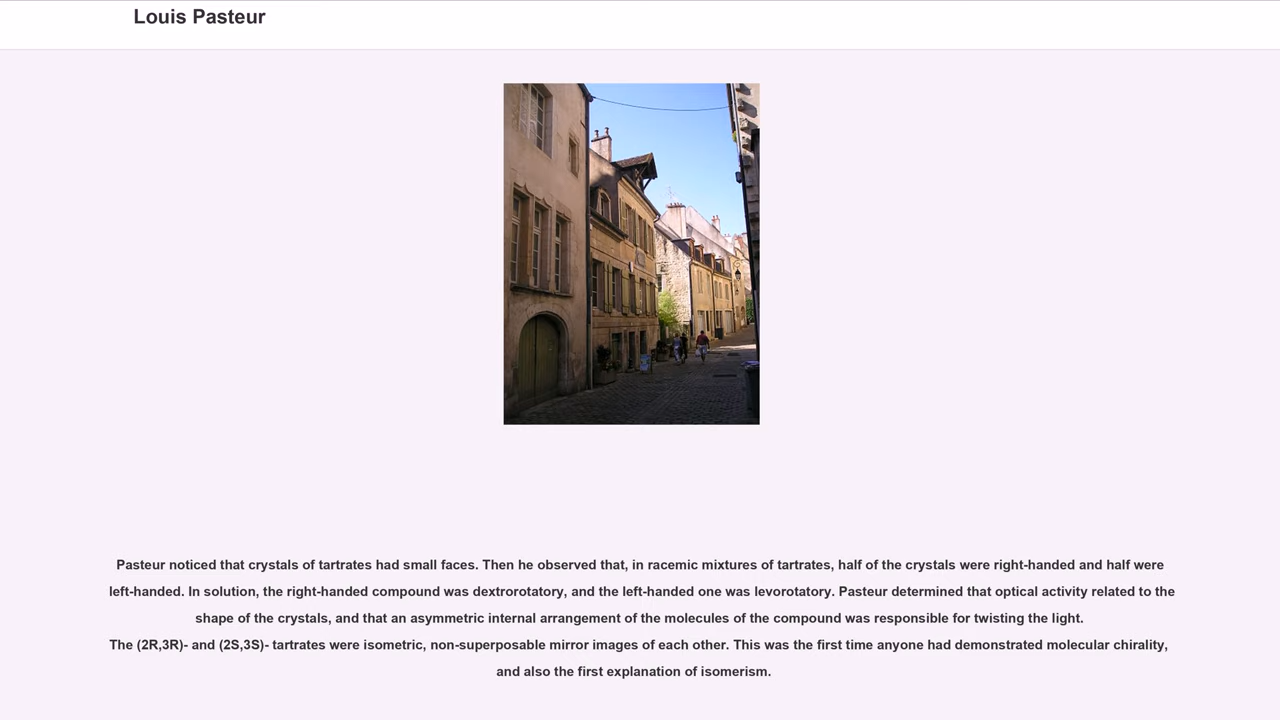 Louis Pasteur
Pasteur noticed that crystals of tartrates had small faces. Then he observed that, in racemic mixtures of tartrates, half of the crystals were right-handed and half were
left-handed. In solution, the right-handed compound was dextrorotatory, and the left-handed one was levorotatory. Pasteur determined that optical activity related to the
shape of the crystals, and that an asymmetric internal arrangement of the molecules of the compound was responsible for twisting the light.
The (2R,3R)- and (2S,3S)- tartrates were isometric, non-superposable mirror images of each other. This was the first time anyone had demonstrated molecular chirality,
and also the first explanation of isomerism.